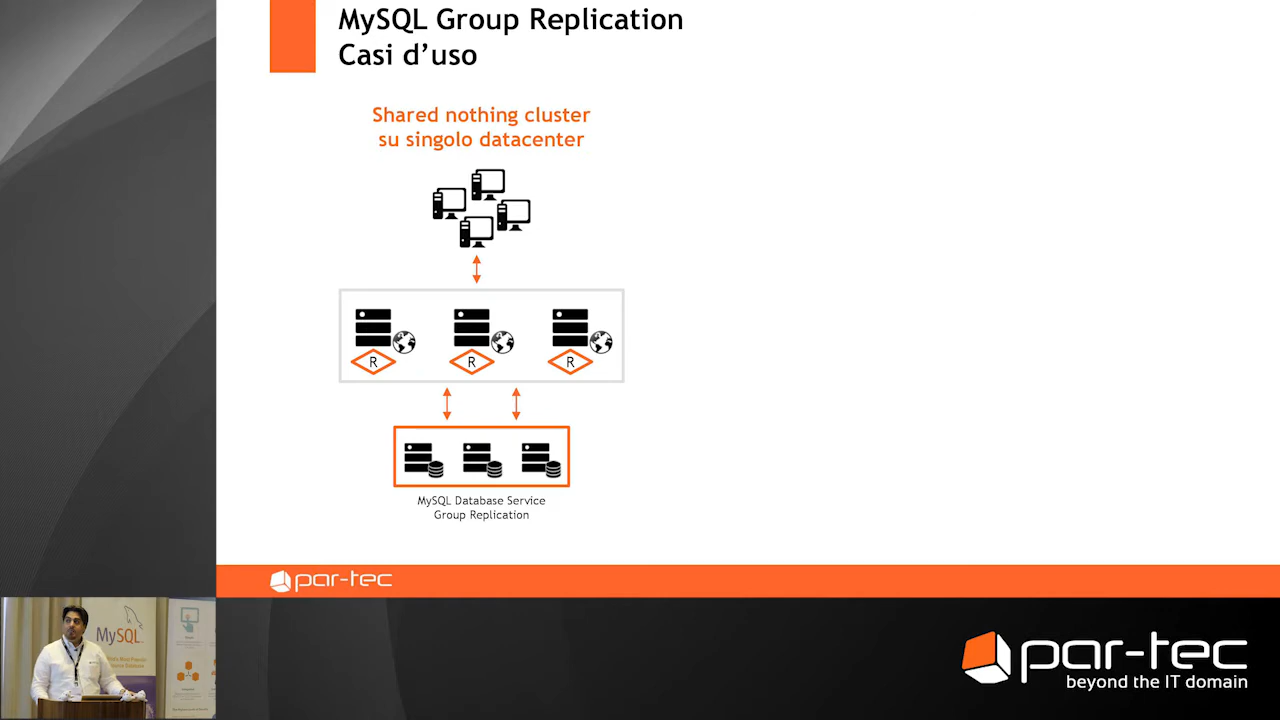 MySQL Group Replication
Casi d’uso
Shared nothing cluster
su singolo datacenter
R
R
R
MySQL Database Service
Group Replication
par-tec
MySQL
par-tec
beyond the IT domain